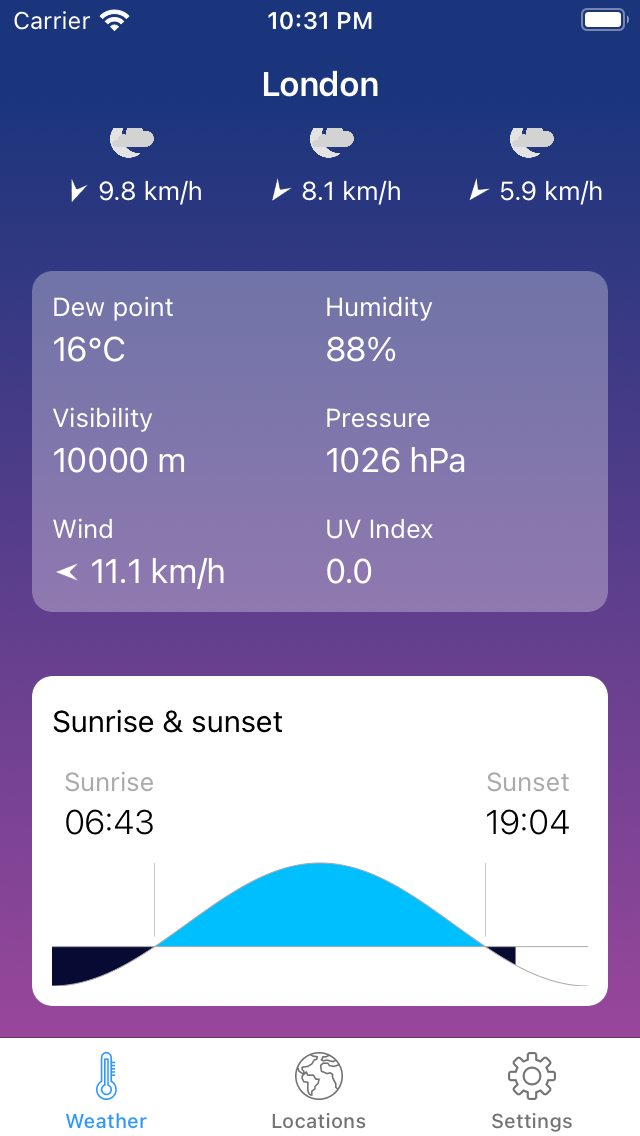 Carrier 10:31 PM
London
9.8 km/h 8.1 km/h 5.9 km/h
Dew point Humidity
16°C 88%
Visibility Pressure
10000 m 1026 hPa
Wind UV Index
11.1 km/h 0.0
Sunrise & sunset
Sunrise Sunset
06:43 19:04
Weather Locations Settings